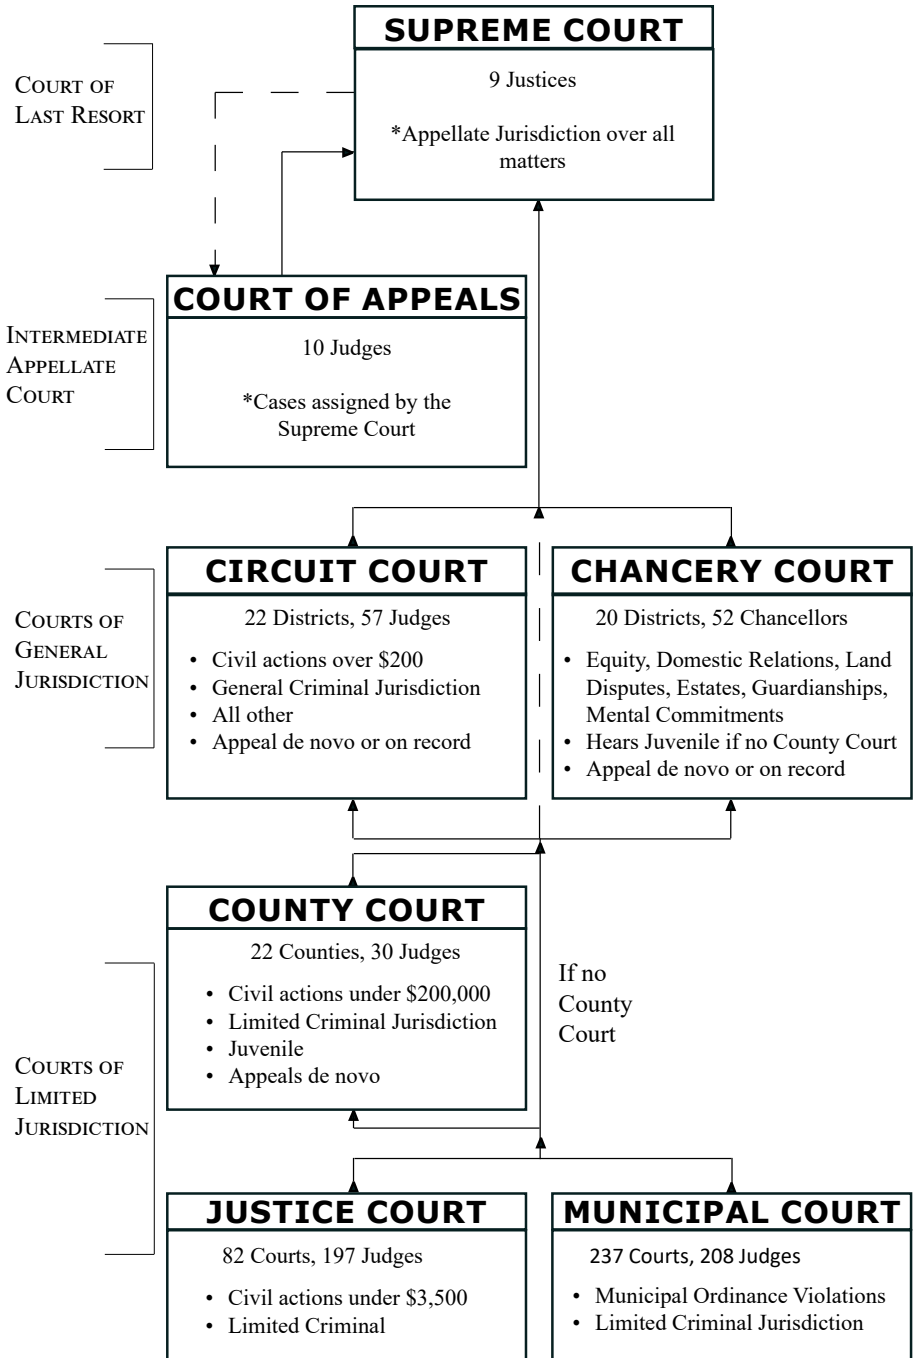 SUPREME COURT
COURT OF
LAST RESORT
9 Justices
*Appellate Jurisdiction over all
matters
COURT OF APPEALS
INTERMEDIATE
APPELLATE
COURT
10 Judges
*Cases assigned by the
Supreme Court
CIRCUIT COURT
22 Districts, 57 Judges
• Civil actions over $200
• General Criminal Jurisdiction
• All other
• Appeal de novo or on record
CHANCERY COURT
20 Districts, 52 Chancellors
• Equity, Domestic Relations, Land
Disputes, Estates, Guardianships,
Mental Commitments
• Hears Juvenile if no County Court
• Appeal de novo or on record
COURTS OF
GENERAL
JURISDICTION
COUNTY COURT
22 Counties, 30 Judges
• Civil actions under $200,000
• Limited Criminal Jurisdiction
• Juvenile
• Appeals de novo
If no
County
Court
COURTS OF
LIMITED
JURISDICTION
JUSTICE COURT
82 Courts, 197 Judges
• Civil actions under $3,500
• Limited Criminal
MUNICIPAL COURT
237 Courts, 208 Judges
• Municipal Ordinance Violations
• Limited Criminal Jurisdiction